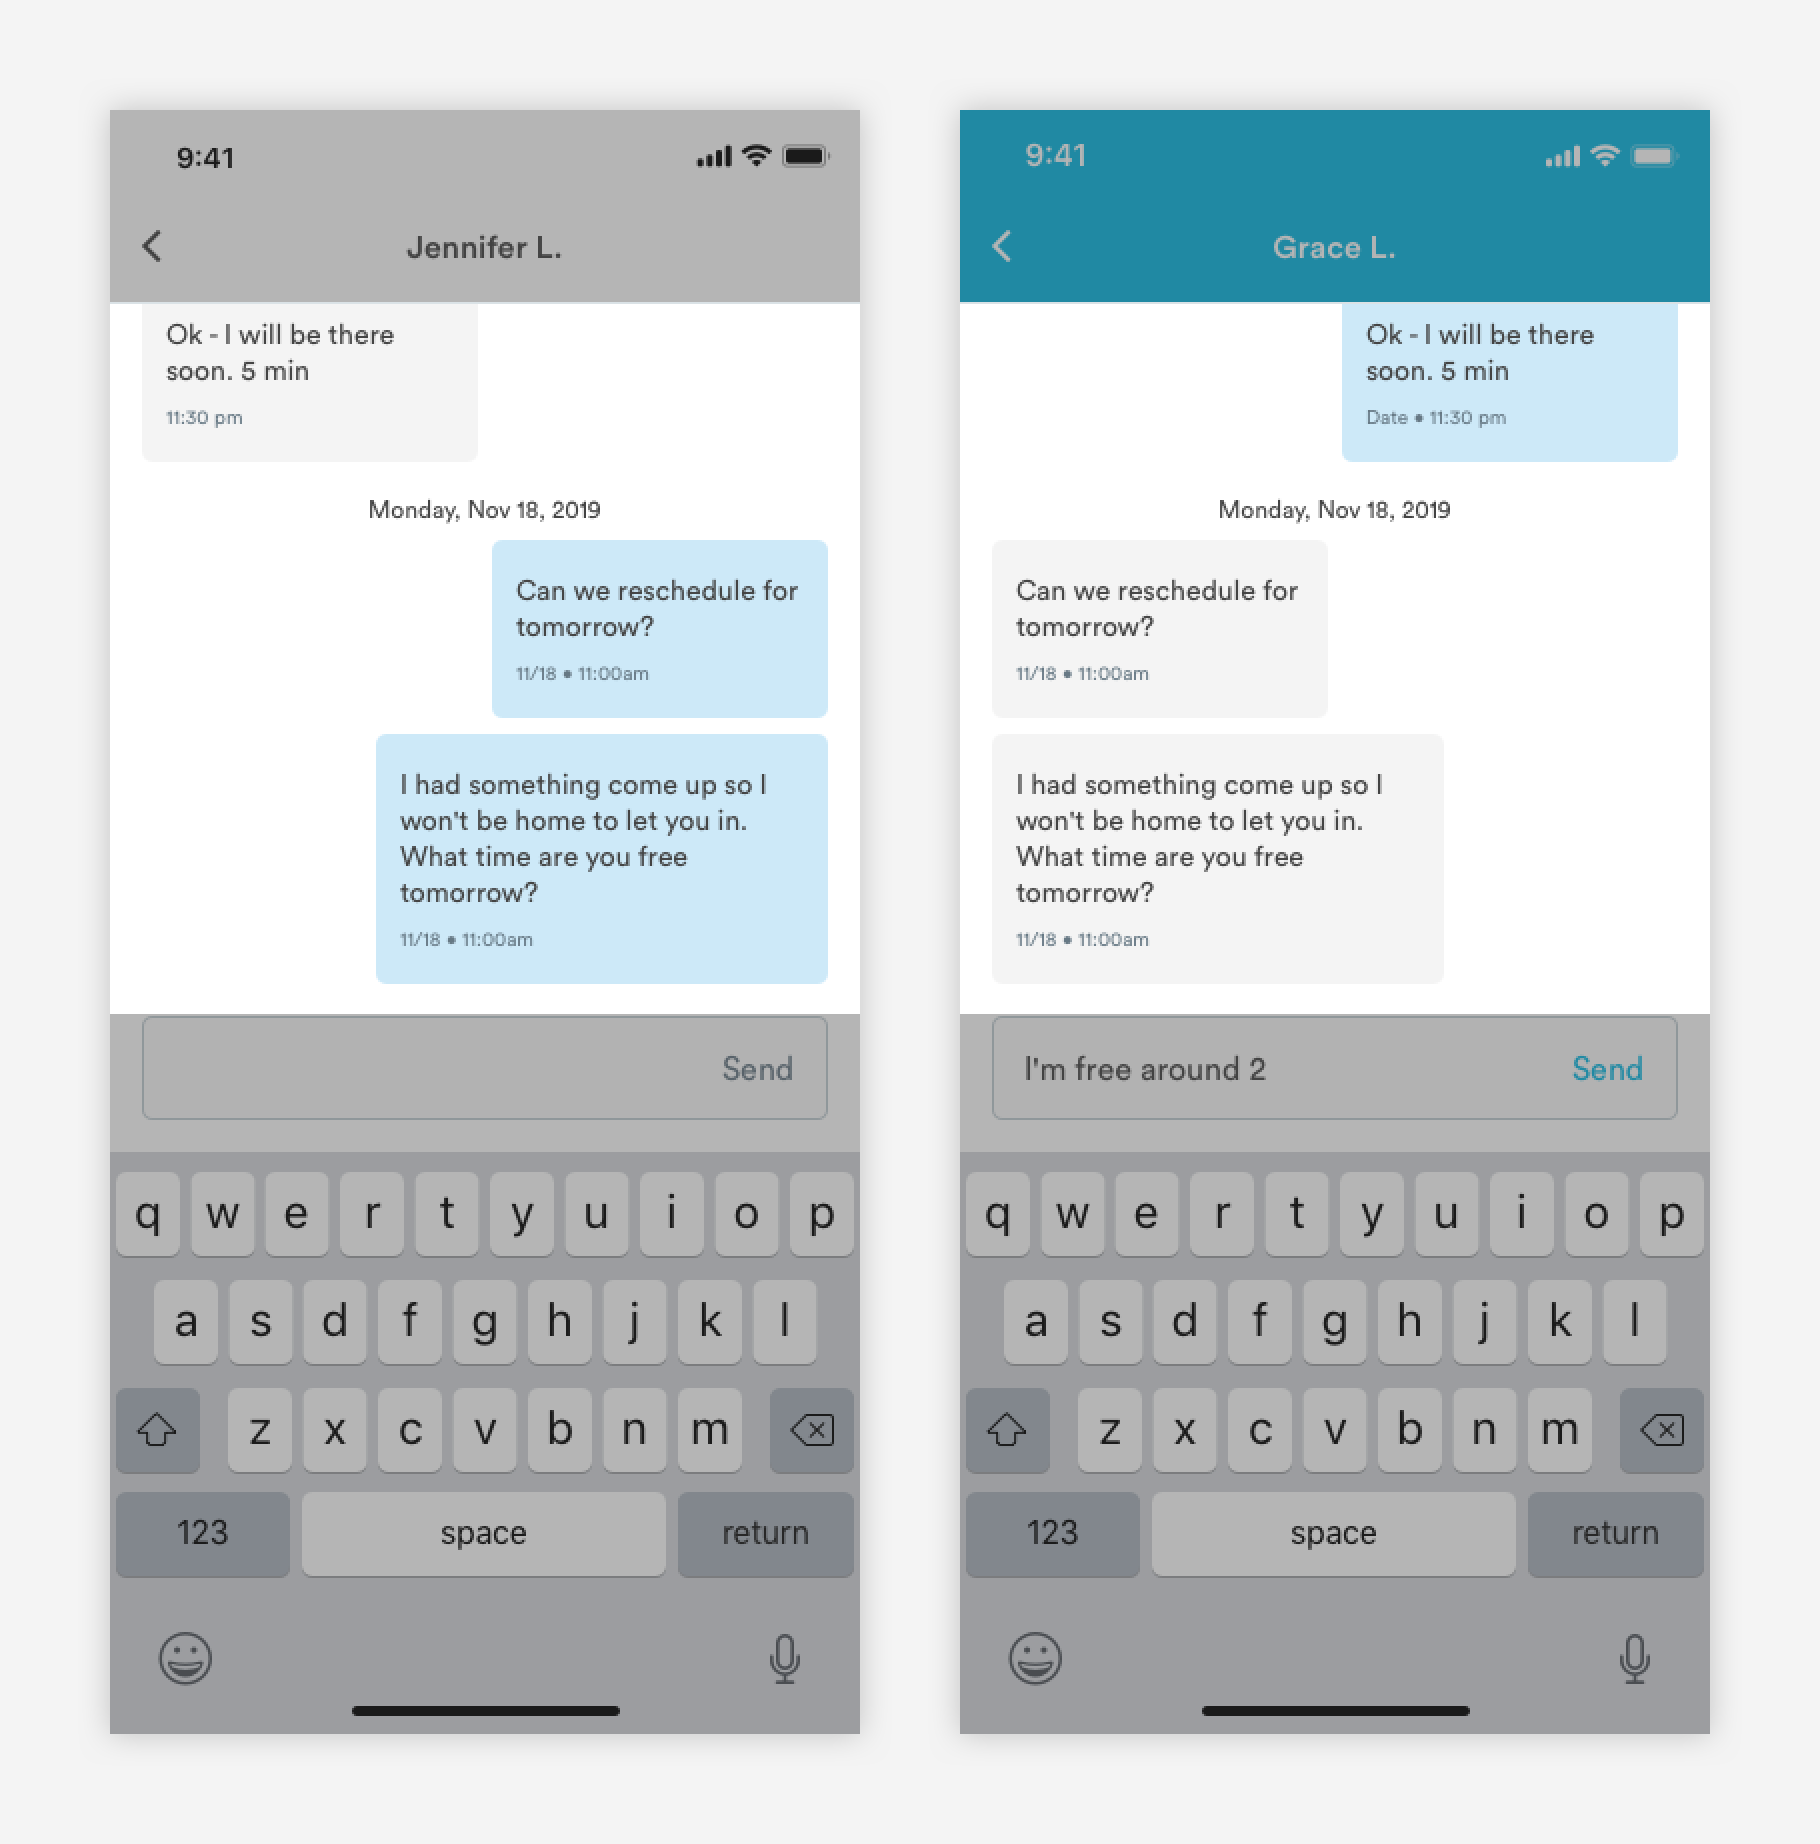 9:41
Jennifer L.
Ok - I will be there
soon. 5 min
11:30 pm
Monday, Nov 18, 2019
Can we reschedule for
tomorrow?
11/18 • 11:00am
I had something come up so I
won't be home to let you in.
What time are you free
tomorrow?
11/18 • 11:00am
Send
q w e r t y u i o p
a s d f g h j k l
z x c v b n m
123 space return
9:41
Grace L.
Ok - I will be there
soon. 5 min
Date • 11:30 pm
Monday, Nov 18, 2019
Can we reschedule for
tomorrow?
11/18 • 11:00am
I had something come up so I
won't be home to let you in.
What time are you free
tomorrow?
11/18 • 11:00am
I'm free around 2 Send
q w e r t y u i o p
a s d f g h j k l
z x c v b n m
123 space return